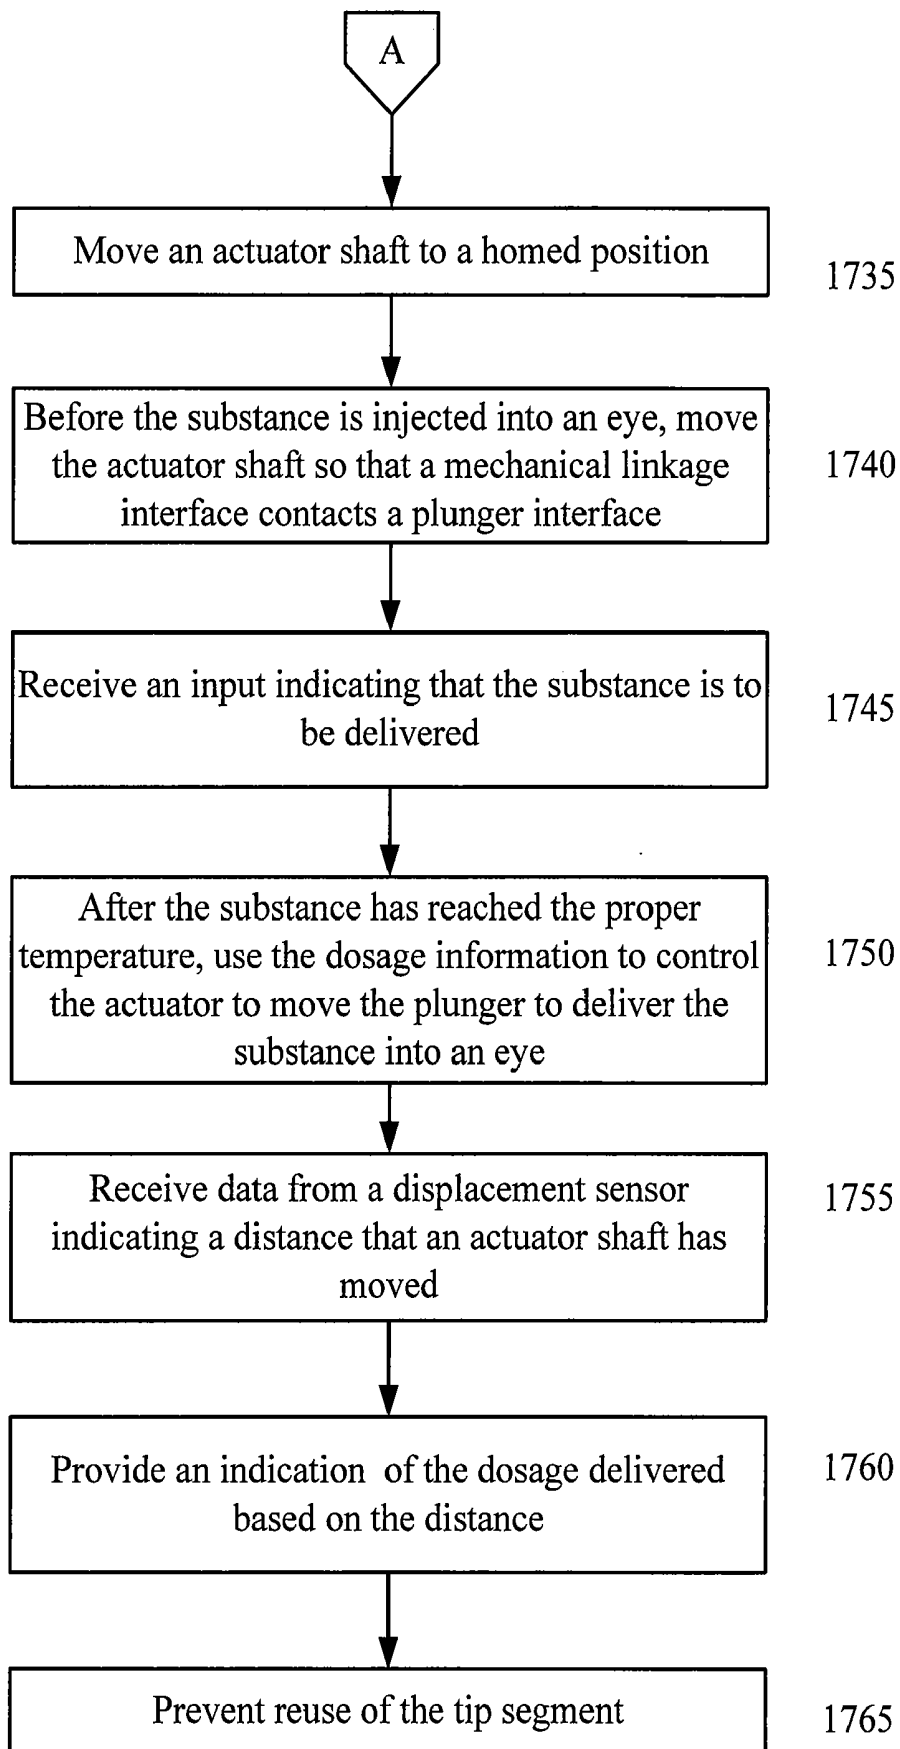 A
Move an actuator shaft to a homed position
1735
Before the substance is injected into an eye, move
the actuator shaft so that a mechanical linkage
interface contacts a plunger interface
1740
Receive an input indicating that the substance is to
be delivered
1745
After the substance has reached the proper
temperature, use the dosage information to control
the actuator to move the plunger to deliver the
substance into an eye
1750
Receive data from a displacement sensor
indicating a distance that an actuator shaft has
moved
1755
Provide an indication of the dosage delivered
based on the distance
1760
Prevent reuse of the tip segment
1765